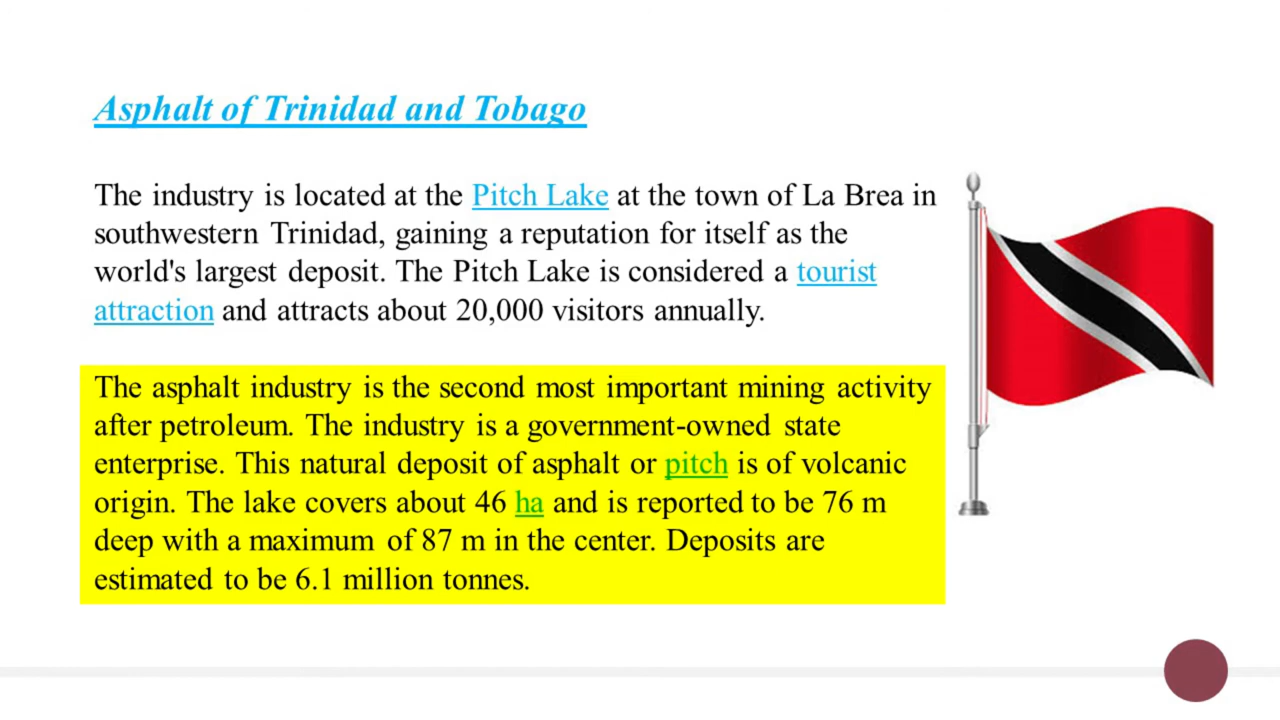 Asphalt of Trinidad and Tobago
The industry is located at the Pitch Lake at the town of La Brea in
southwestern Trinidad, gaining a reputation for itself as the
world's largest deposit. The Pitch Lake is considered a tourist
attraction and attracts about 20,000 visitors annually.
The asphalt industry is the second most important mining activity
after petroleum. The industry is a government-owned state
enterprise. This natural deposit of asphalt or pitch is of volcanic
origin. The lake covers about 46 ha and is reported to be 76 m
deep with a maximum of 87 m in the center. Deposits are
estimated to be 6.1 million tonnes.